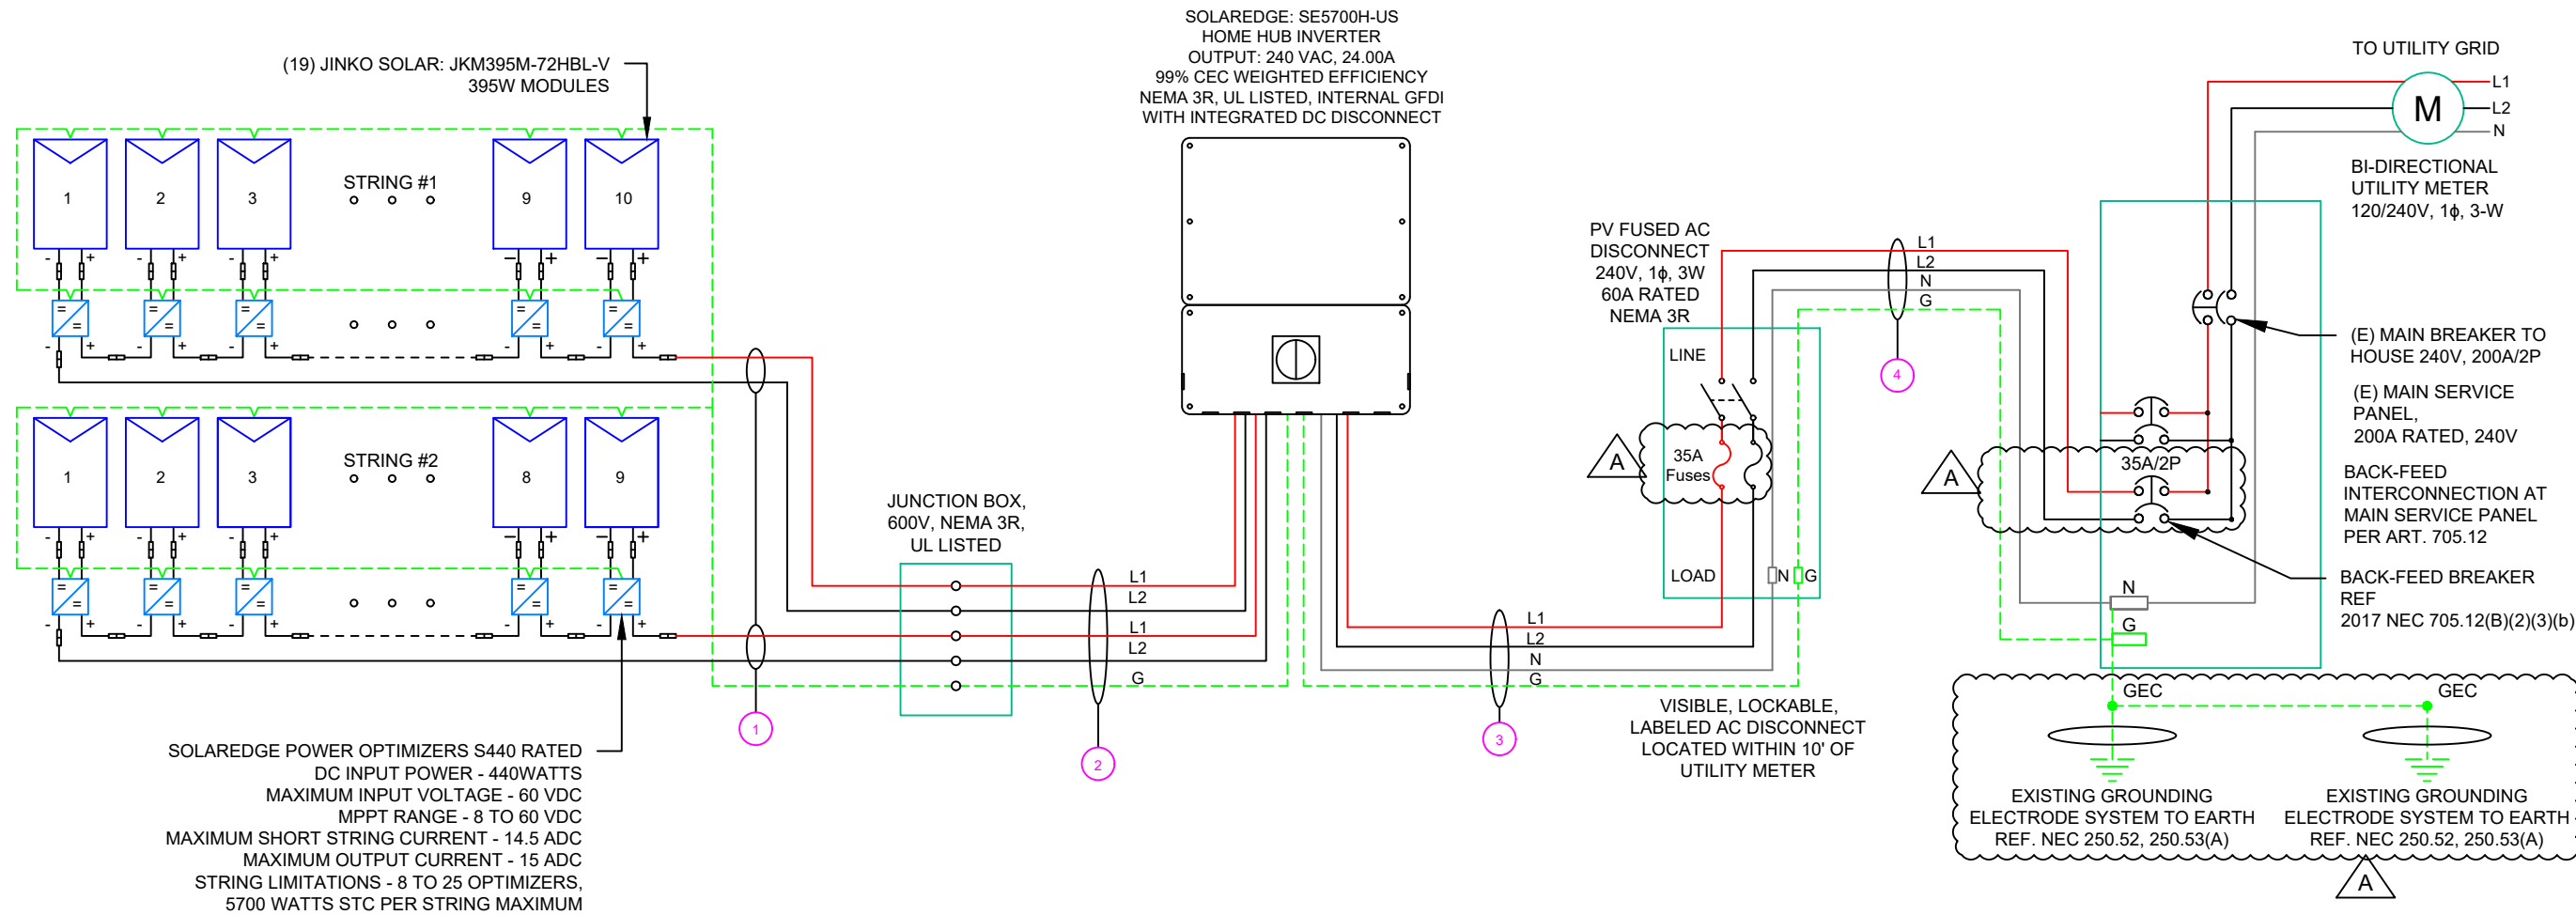 SOLAREDGE: SE5700H-US
HOME HUB INVERTER
OUTPUT: 240 VAC, 24.00A
99% CEC WEIGHTED EFFICIENCY
NEMA 3R, UL LISTED, INTERNAL GFDI
WITH INTEGRATED DC DISCONNECT
(19) JINKO SOLAR: JKM395M-72HBL-V
395W MODULES
STRING #1
1
2
3
9
10
- +
- +
- +
- +
- +
= =
= =
= =
= =
= =
- +
- +
- +
- +
- +
STRING #2
1
2
3
8
9
- +
- +
- +
- +
- +
= =
= =
= =
= =
= =
- +
- +
- +
- +
- +
SOLAREDGE POWER OPTIMIZERS S440 RATED
DC INPUT POWER - 440WATTS
MAXIMUM INPUT VOLTAGE - 60 VDC
MPPT RANGE - 8 TO 60 VDC
MAXIMUM SHORT STRING CURRENT - 14.5 ADC
MAXIMUM OUTPUT CURRENT - 15 ADC
STRING LIMITATIONS - 8 TO 25 OPTIMIZERS,
5700 WATTS STC PER STRING MAXIMUM
1
JUNCTION BOX,
600V, NEMA 3R,
UL LISTED
L1
L2
L1
L2
G
2
L1
L2
N
G
3
PV FUSED AC
DISCONNECT
240V, 1ϕ, 3W
60A RATED
NEMA 3R
LINE
A
35A
Fuses
LOAD
N
G
VISIBLE, LOCKABLE,
LABELED AC DISCONNECT
LOCATED WITHIN 10' OF
UTILITY METER
L1
L2
N
G
4
TO UTILITY GRID
M
L1
L2
N
BI-DIRECTIONAL
UTILITY METER
120/240V, 1ϕ, 3-W
(E) MAIN BREAKER TO
HOUSE 240V, 200A/2P
(E) MAIN SERVICE
PANEL,
200A RATED, 240V
A
35A/2P
BACK-FEED
INTERCONNECTION AT
MAIN SERVICE PANEL
PER ART. 705.12
BACK-FEED BREAKER
REF
2017 NEC 705.12(B)(2)(3)(b)
N
G
GEC
GEC
EXISTING GROUNDING
ELECTRODE SYSTEM TO EARTH
REF. NEC 250.52, 250.53(A)
EXISTING GROUNDING
ELECTRODE SYSTEM TO EARTH
REF. NEC 250.52, 250.53(A)
A